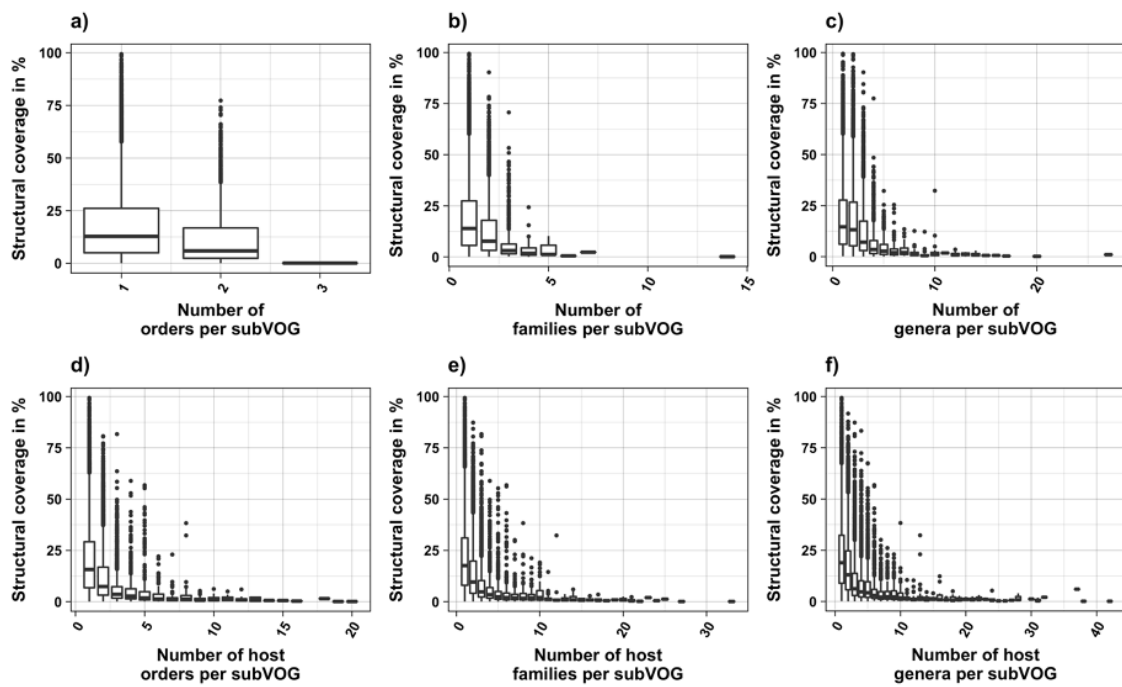 a)
Structural coverage in %
100
75
50
25
0
1
2
3
Number of
orders per subVOG
b)
Structural coverage in %
100
75
50
25
0
0
5
10
15
Number of
families per subVOG
c)
Structural coverage in %
100
75
50
25
0
0
10
20
Number of
genera per subVOG
d)
Structural coverage in %
100
75
50
25
0
0
5
10
15
20
Number of host
orders per subVOG
e)
Structural coverage in %
100
75
50
25
0
0
10
20
30
Number of host
families per subVOG
f)
Structural coverage in %
100
75
50
25
0
0
10
20
30
40
Number of host
genera per subVOG